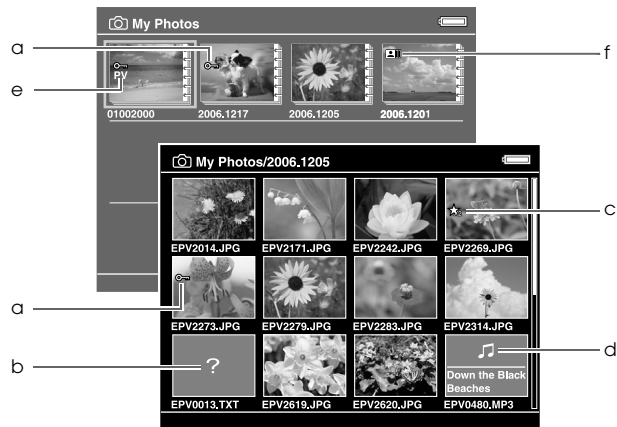 My Photos
a
f
e
PV
01002000 2006.1217 2006.1205 2006.1201
My Photos/2006.1205
c
EPV2014.JPG EPV2171.JPG EPV2242.JPG EPV2269.JPG
a
EPV2273.JPG EPV2279.JPG EPV2283.JPG EPV2314.JPG
b
?
d
Down the Black
Beaches
EPV0013.TXT EPV2619.JPG EPV2620.JPG EPV0480.MP3